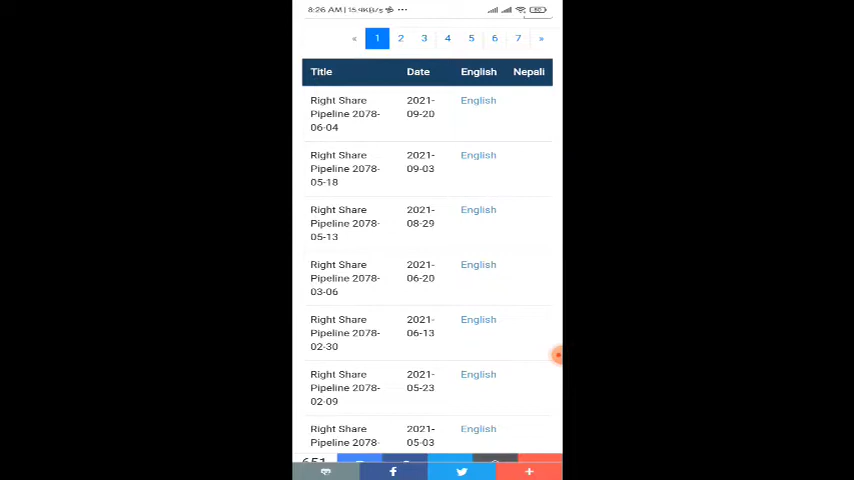 8:26 AM | 15.4KB/s
« 1 2 3 4 5 6 7 »
Title Date English Nepali
Right Share 2021- English
Pipeline 2078- 09-20
06-04
Right Share 2021- English
Pipeline 2078- 09-03
05-18
Right Share 2021- English
Pipeline 2078- 08-29
05-13
Right Share 2021- English
Pipeline 2078- 06-20
03-06
Right Share 2021- English
Pipeline 2078- 06-13
02-30
Right Share 2021- English
Pipeline 2078- 05-23
02-09
Right Share 2021- English
Pipeline 2078- 05-03